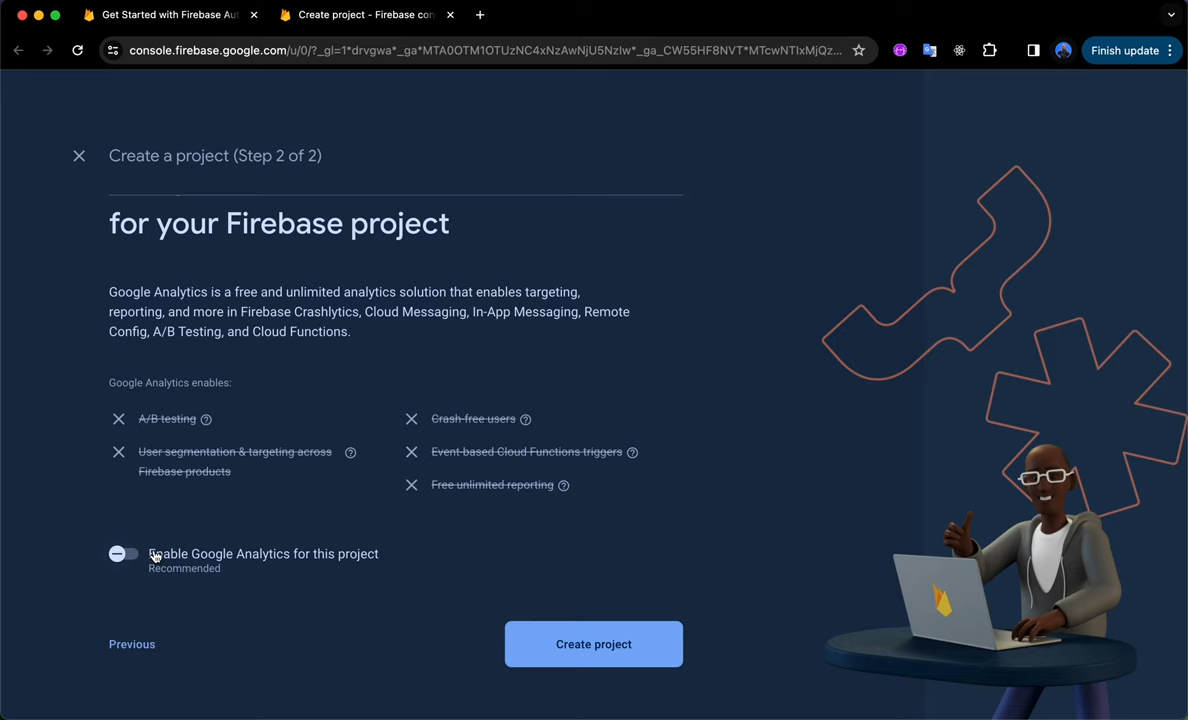 Get Started with Firebase Aut
Create project - Firebase con
console.firebase.google.com/u/0/?_gl=1*drvgwa*_ga*MTA0OTM1OTUzNC4xNzAwNjU5NzIw*_ga_CW55HF8NVT*MTcwNTIxMjQz...
Finish update
Create a project (Step 2 of 2)
for your Firebase project
Google Analytics is a free and unlimited analytics solution that enables targeting,
reporting, and more in Firebase Crashlytics, Cloud Messaging, In-App Messaging, Remote
Config, A/B Testing, and Cloud Functions.
Google Analytics enables:
A/B testing
Crash-free users
User segmentation & targeting across
Firebase products
Event-based Cloud Functions triggers
Free unlimited reporting
Enable Google Analytics for this project
Recommended
Previous
Create project